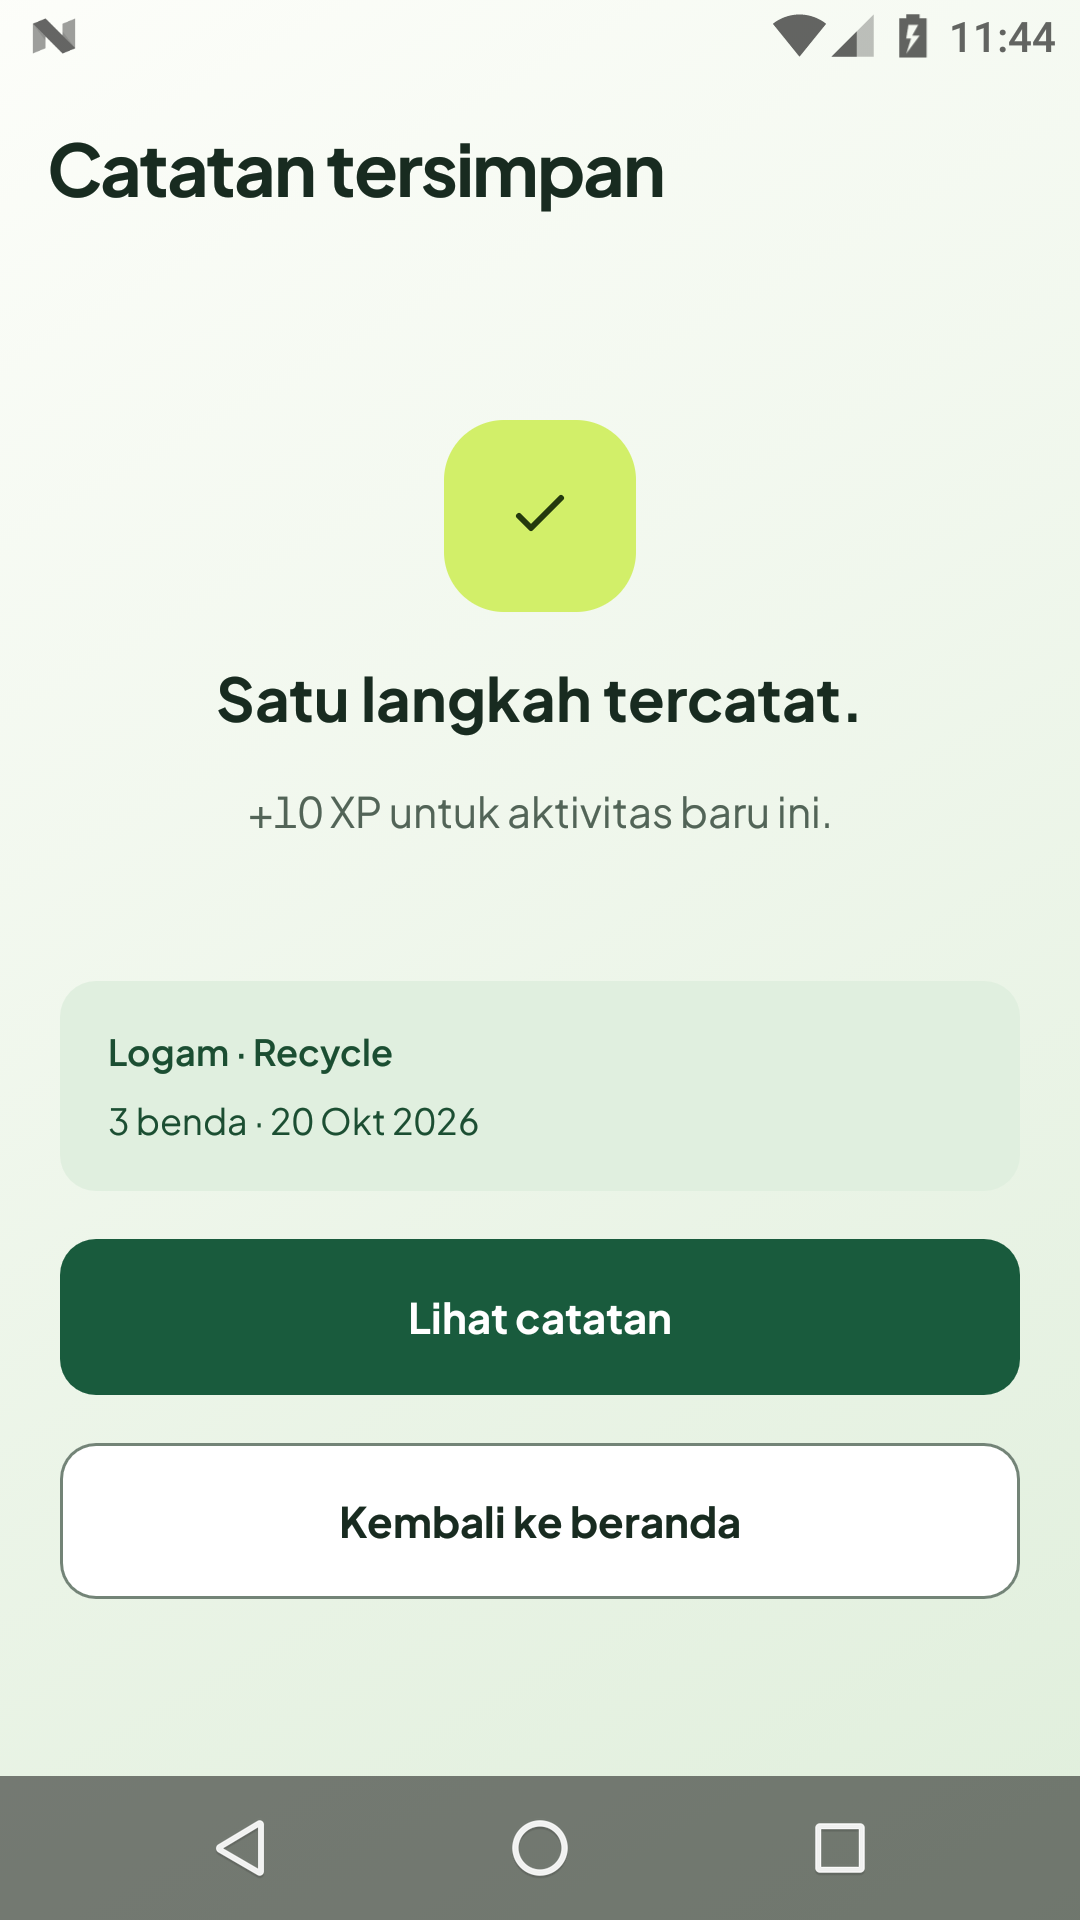 11:44
Catatan tersimpan
Satu langkah tercatat.
+10 XP untuk aktivitas baru ini.
Logam · Recycle
3 benda · 20 Okt 2026
Lihat catatan
Kembali ke beranda